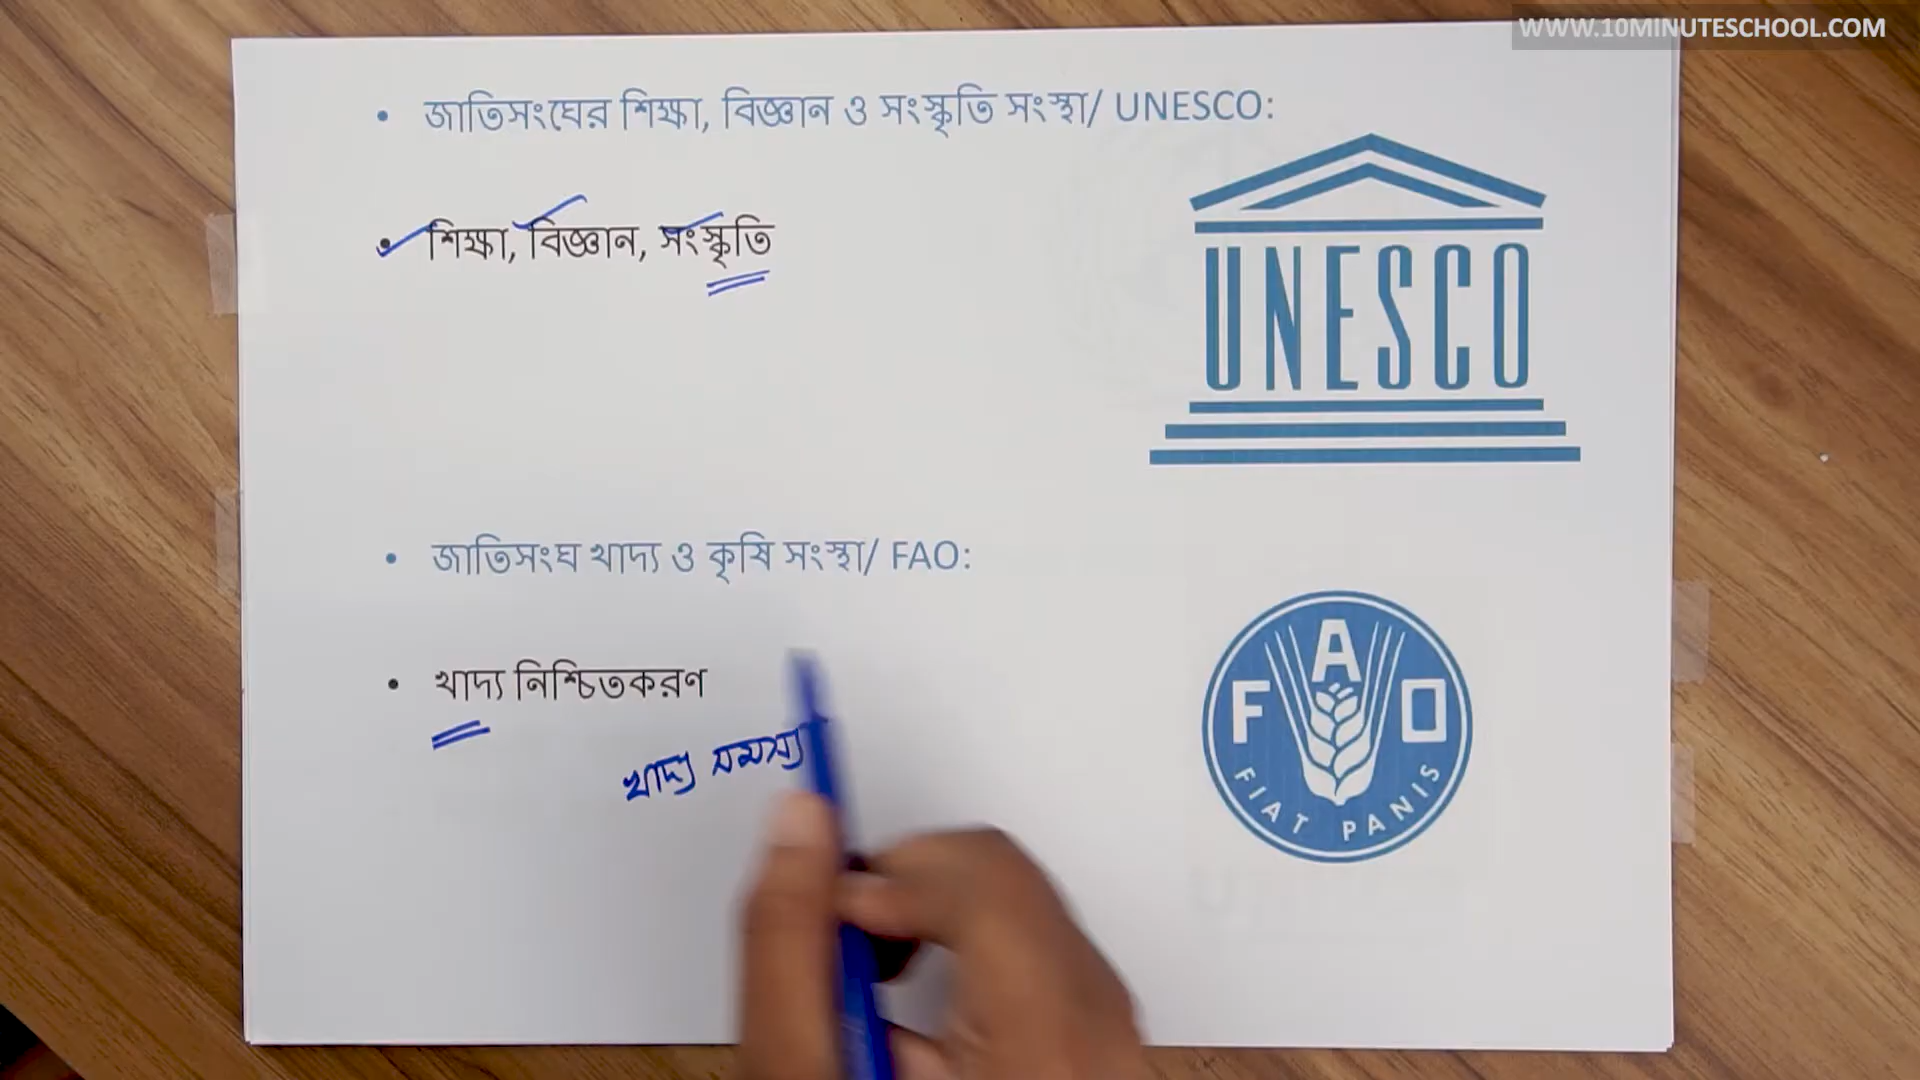 WWW.10MINUTESCHOOL.COM
• জাতিসংঘের শিক্ষা, বিজ্ঞান ও সংস্কৃতি সংস্থা/ UNESCO:
• শিক্ষা, বিজ্ঞান, সংস্কৃতি
UNESCO
• জাতিসংঘ খাদ্য ও কৃষি সংস্থা/ FAO:
• খাদ্য নিশ্চিতকরণ
খাদ্য সমস্যা
F A O
FIAT PANIS